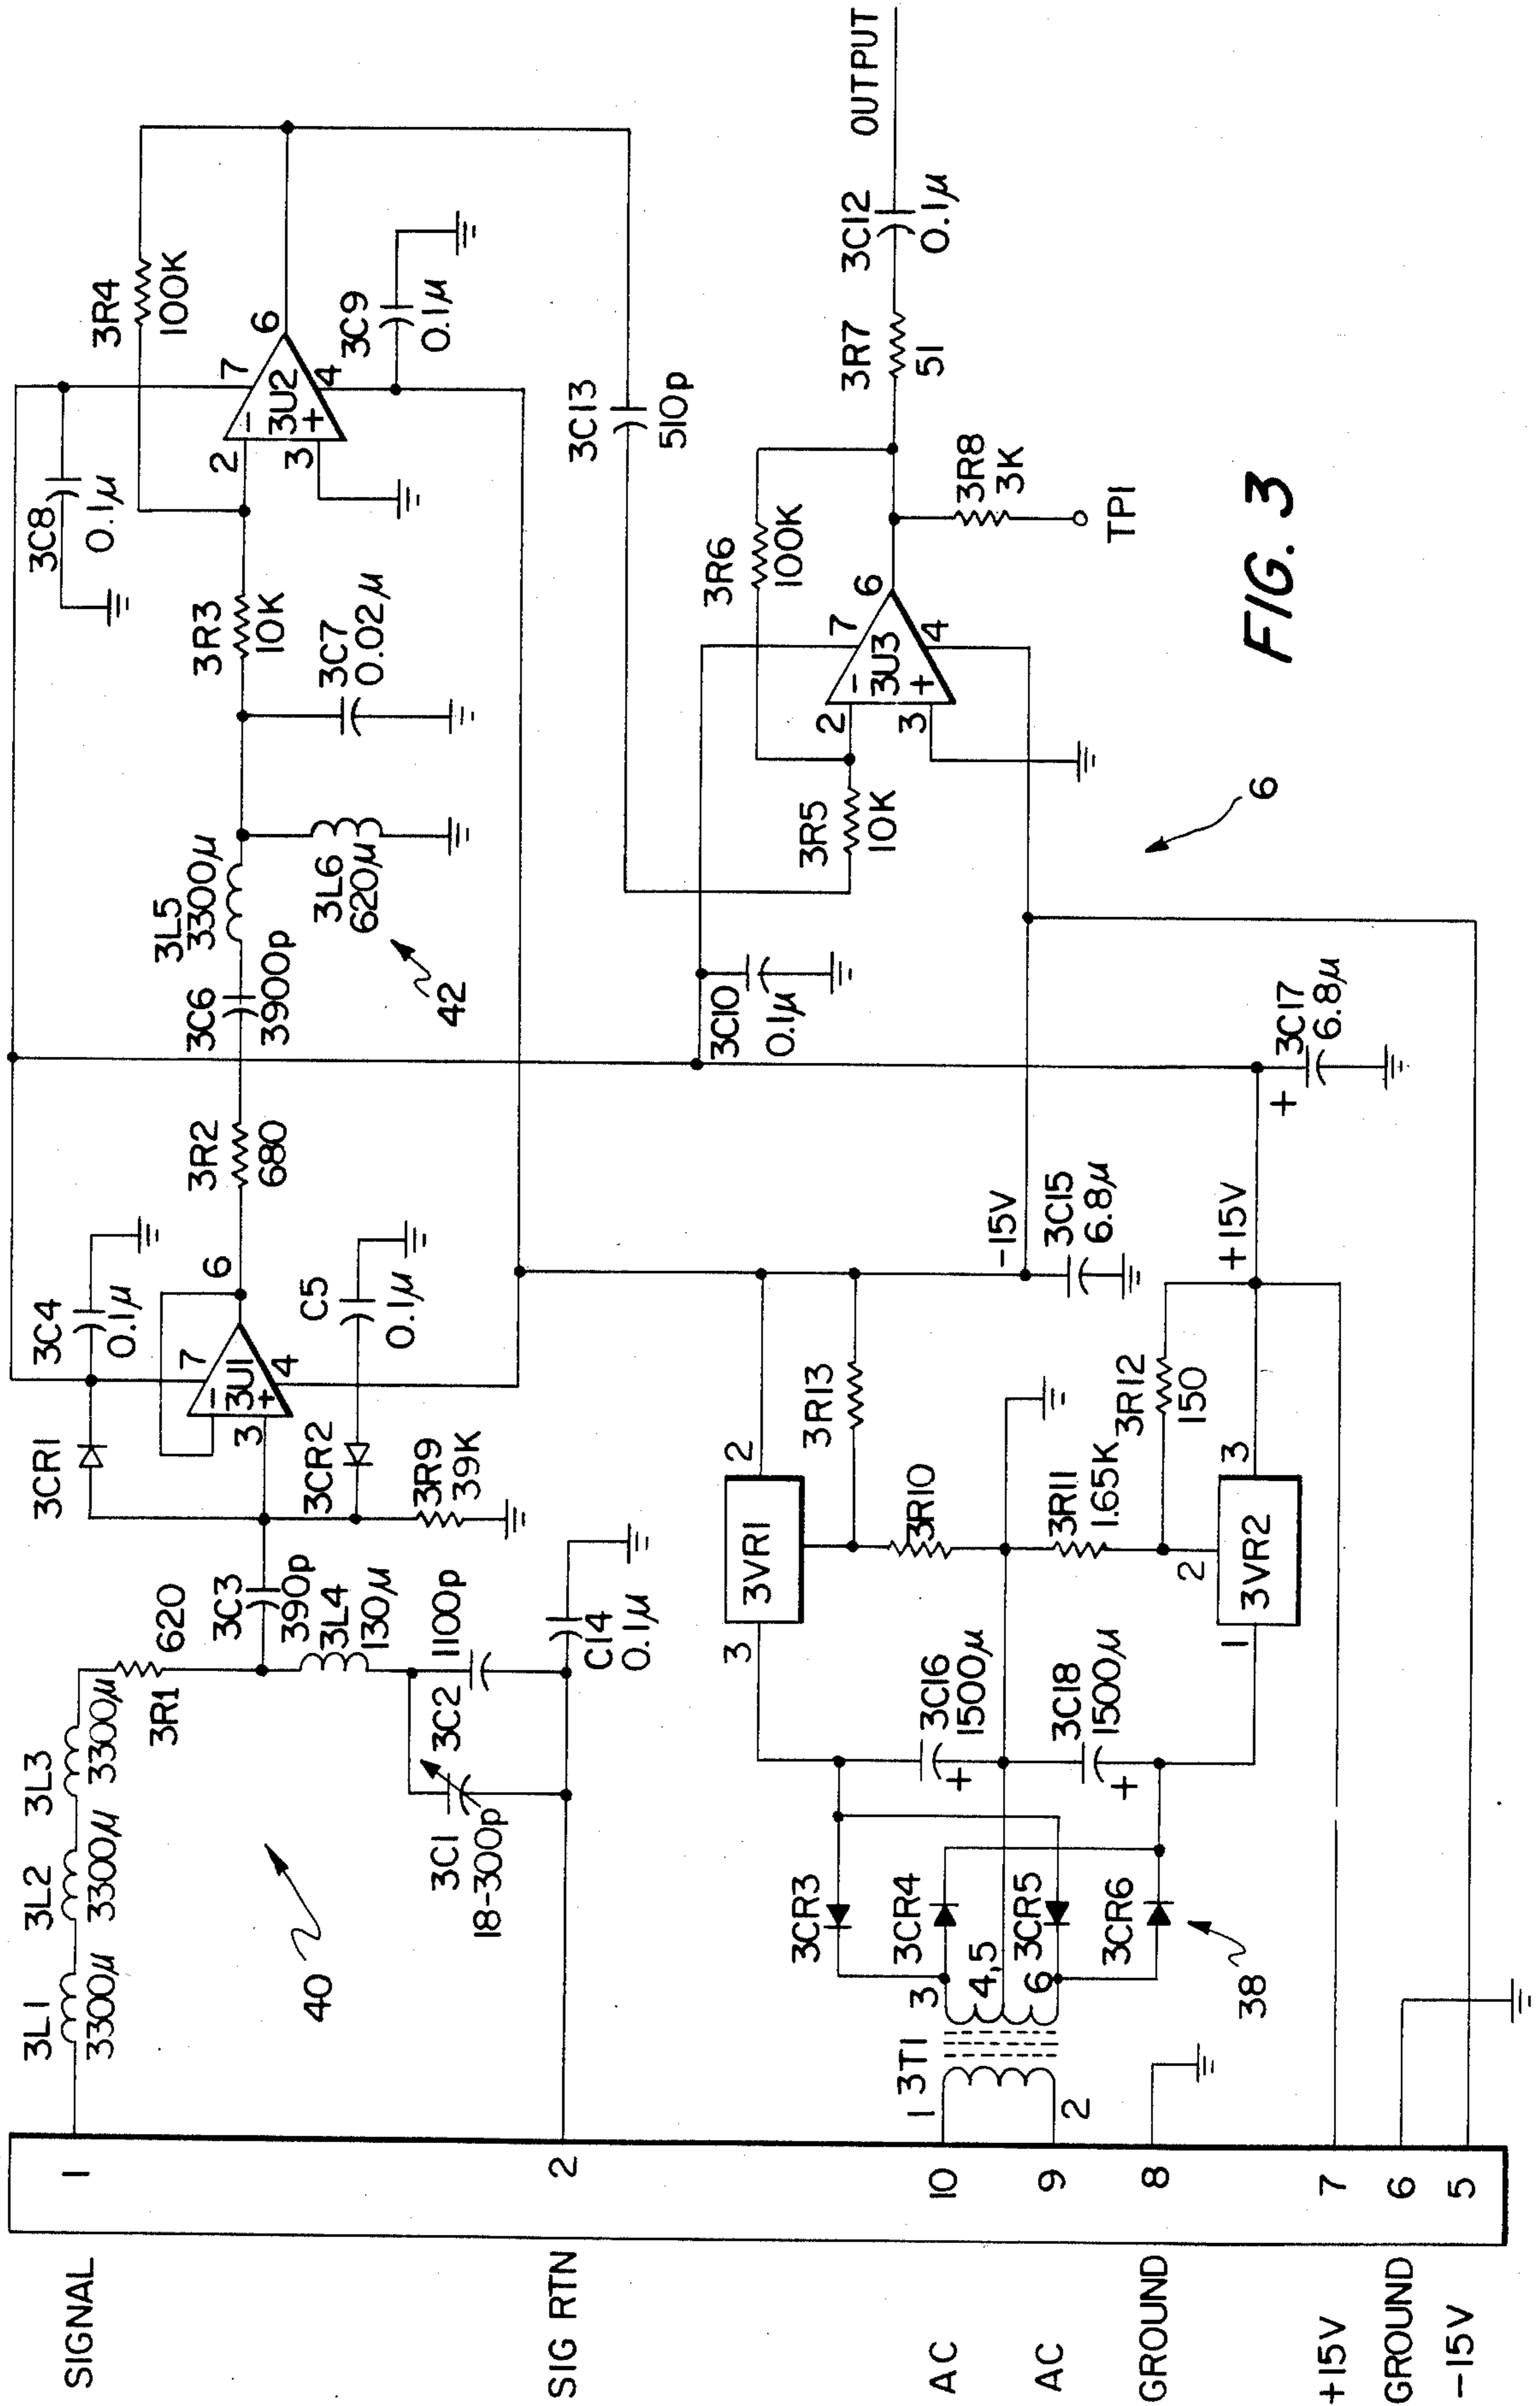 SIGNAL
1
SIG RTN
2
AC
10
AC
9
GROUND
8
+15V
7
GROUND
6
-15V
5
3L1
3300μ
3L2
3300μ
3L3
3300μ
3R1
620
40
3C3
390p
3L4
130μ
3C2
1100p
3C1
18-300p
C14
0.1μ
3CR1
3C4
0.1μ
3
-
+
3U1
7
4
6
3CR2
C5
0.1μ
3R9
39K
3R2
680
3C6
3900p
3L5
3300μ
3L6
620μ
42
3C7
0.02μ
3R3
10K
3C8
0.1μ
2
3
-
+
3U2
7
4
6
3R4
100K
3C9
0.1μ
3C13
510p
3R5
10K
3R6
100K
2
3
-
+
3U3
7
4
6
3R8
3K
TP1
3R7
51
3C12
0.1μ
OUTPUT
3C10
0.1μ
6
3T1
1
2
3
4,5
6
3CR3
3CR4
3CR5
3CR6
38
3C16
1500μ
+
3C18
1500μ
+
3
3VR1
2
3R13
3R10
3R11
1.65K
3R12
150
1
3VR2
2
3
-15V
3C15
6.8μ
+15V
+
3C17
6.8μ
FIG. 3